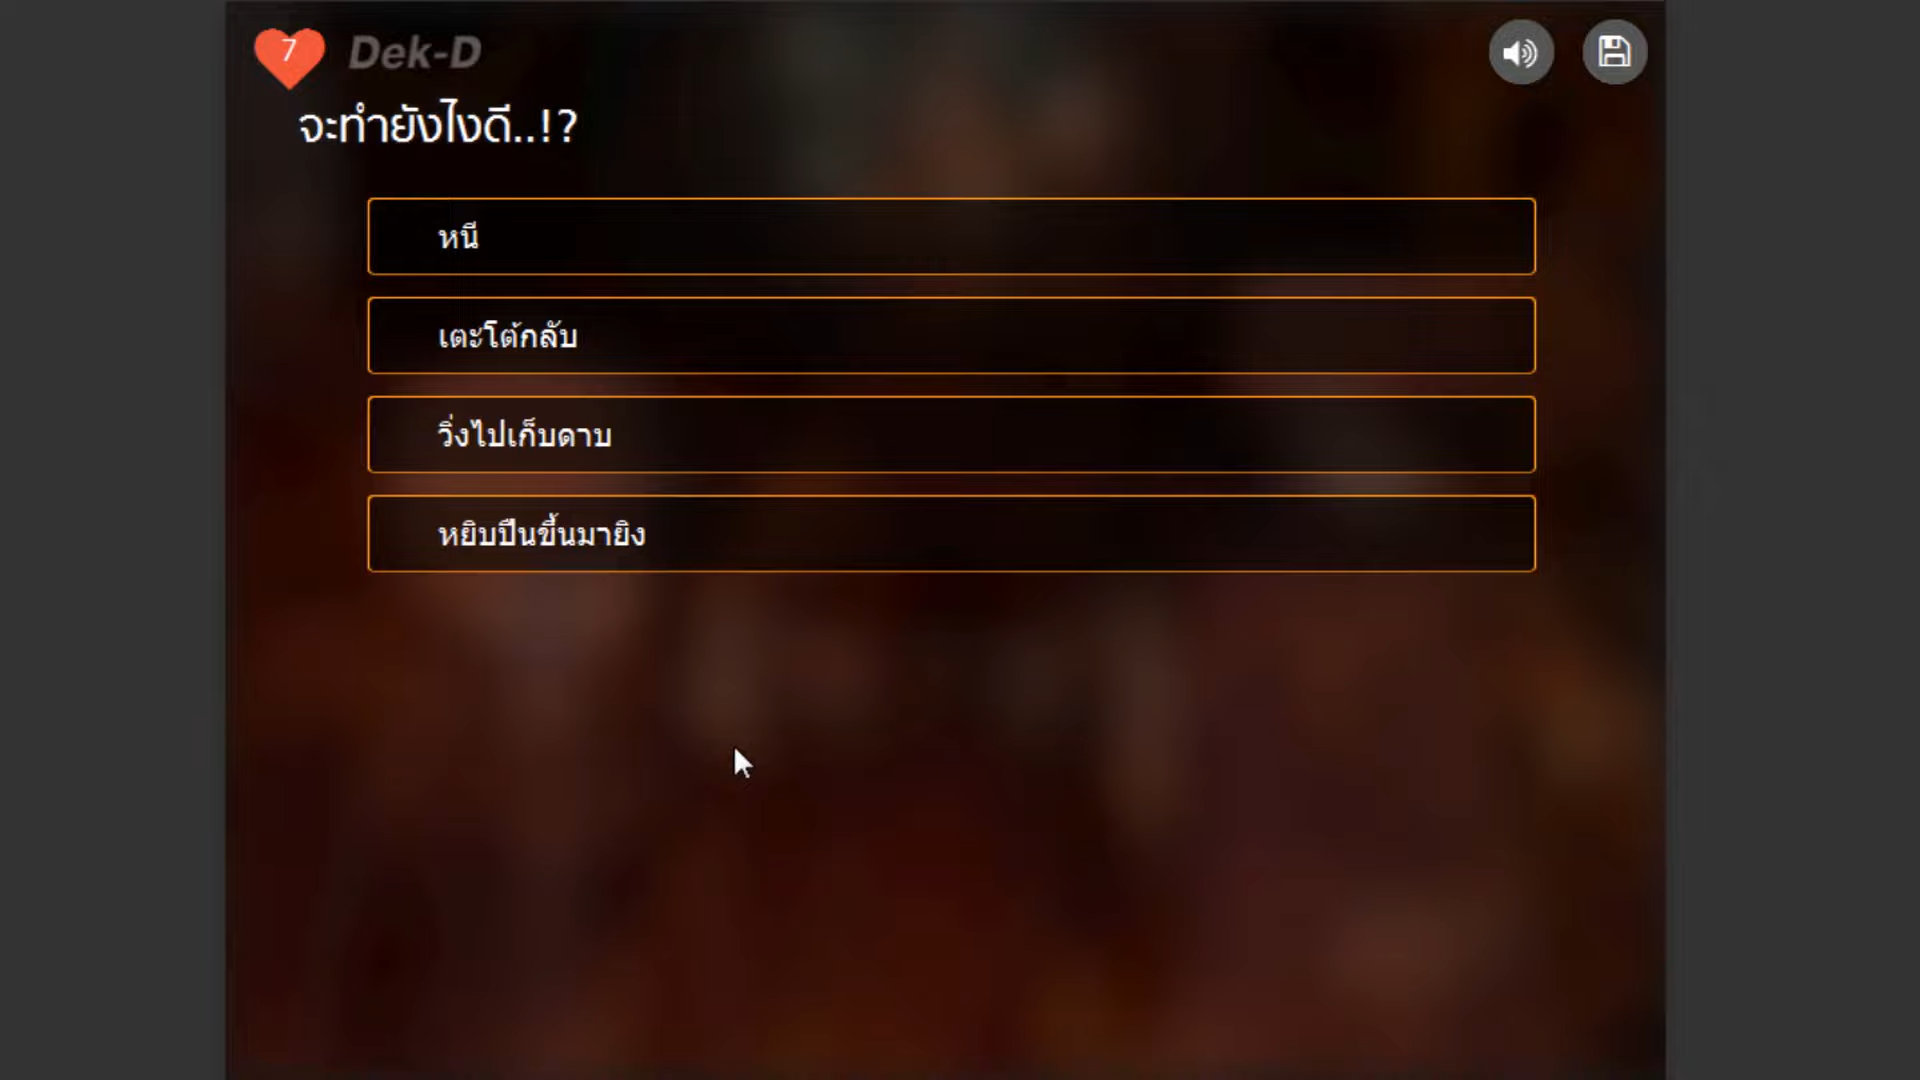 7 Dek-D
จะทำยังไงดี..!?
หนี
เตะโต้กลับ
วิ่งไปเก็บดาบ
หยิบปืนขึ้นมายิง